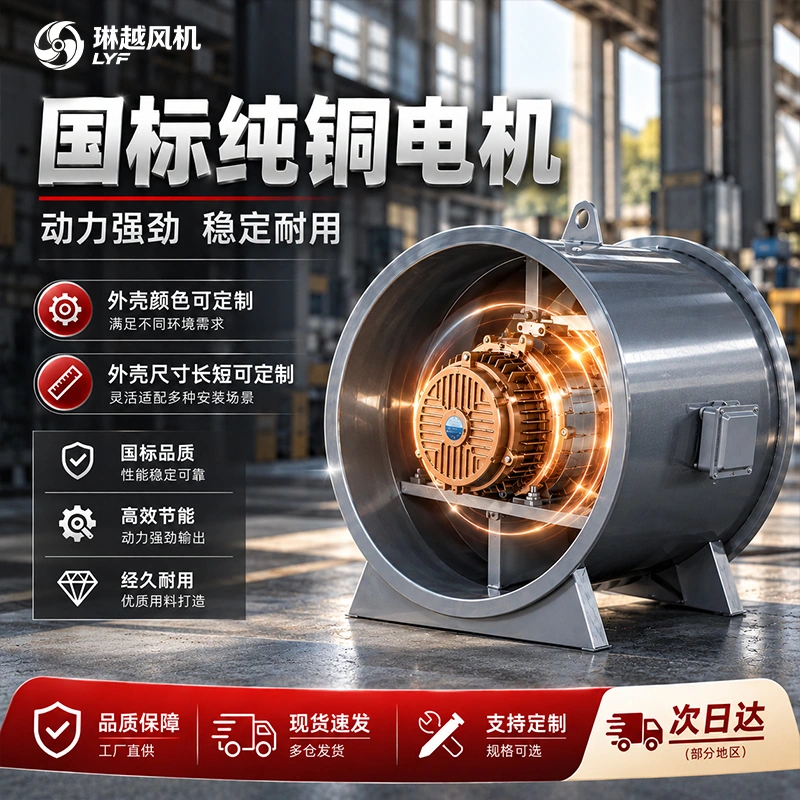 琳越风机
LYF
国标纯铜电机
动力强劲 稳定耐用
外壳颜色可定制
满足不同环境需求
外壳尺寸长短可定制
灵活适配多种安装场景
国标品质
性能稳定可靠
高效节能
动力强劲输出
经久耐用
优质用料打造
品质保障
工厂直供
现货速发
多仓发货
支持定制
规格可选
次日达
(部分地区)